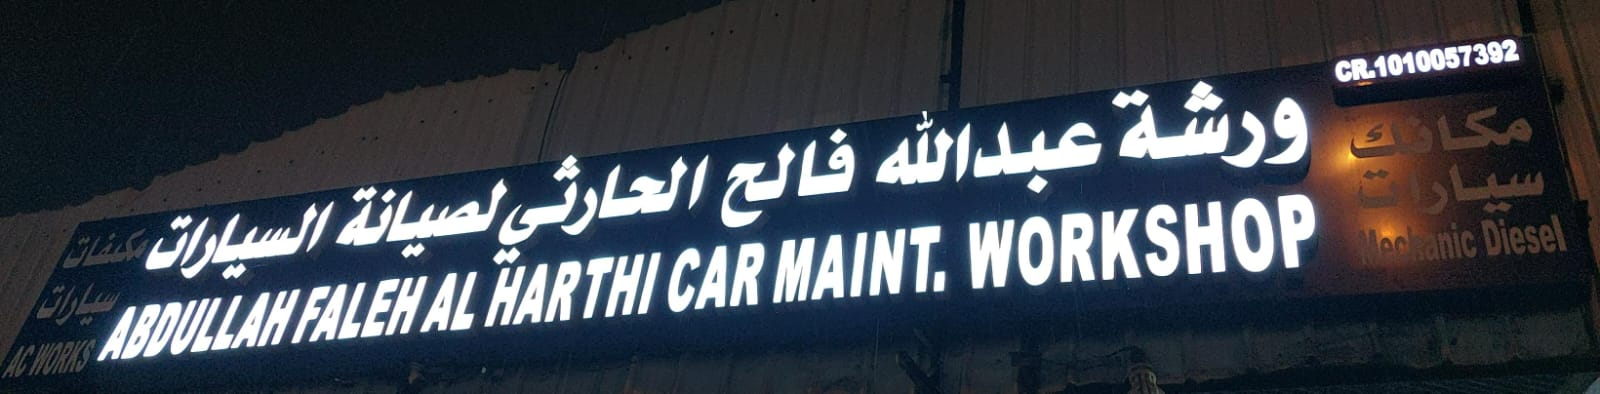 CR.1010057392
ورشة عبدالله فالح الحارثي لصيانة السيارات
ABDULLAH FALEH AL HARTHI CAR MAINT. WORKSHOP
مكانيك
سيارات
Mechanic Diesel
مكيفات
سيارات
AC WORKS